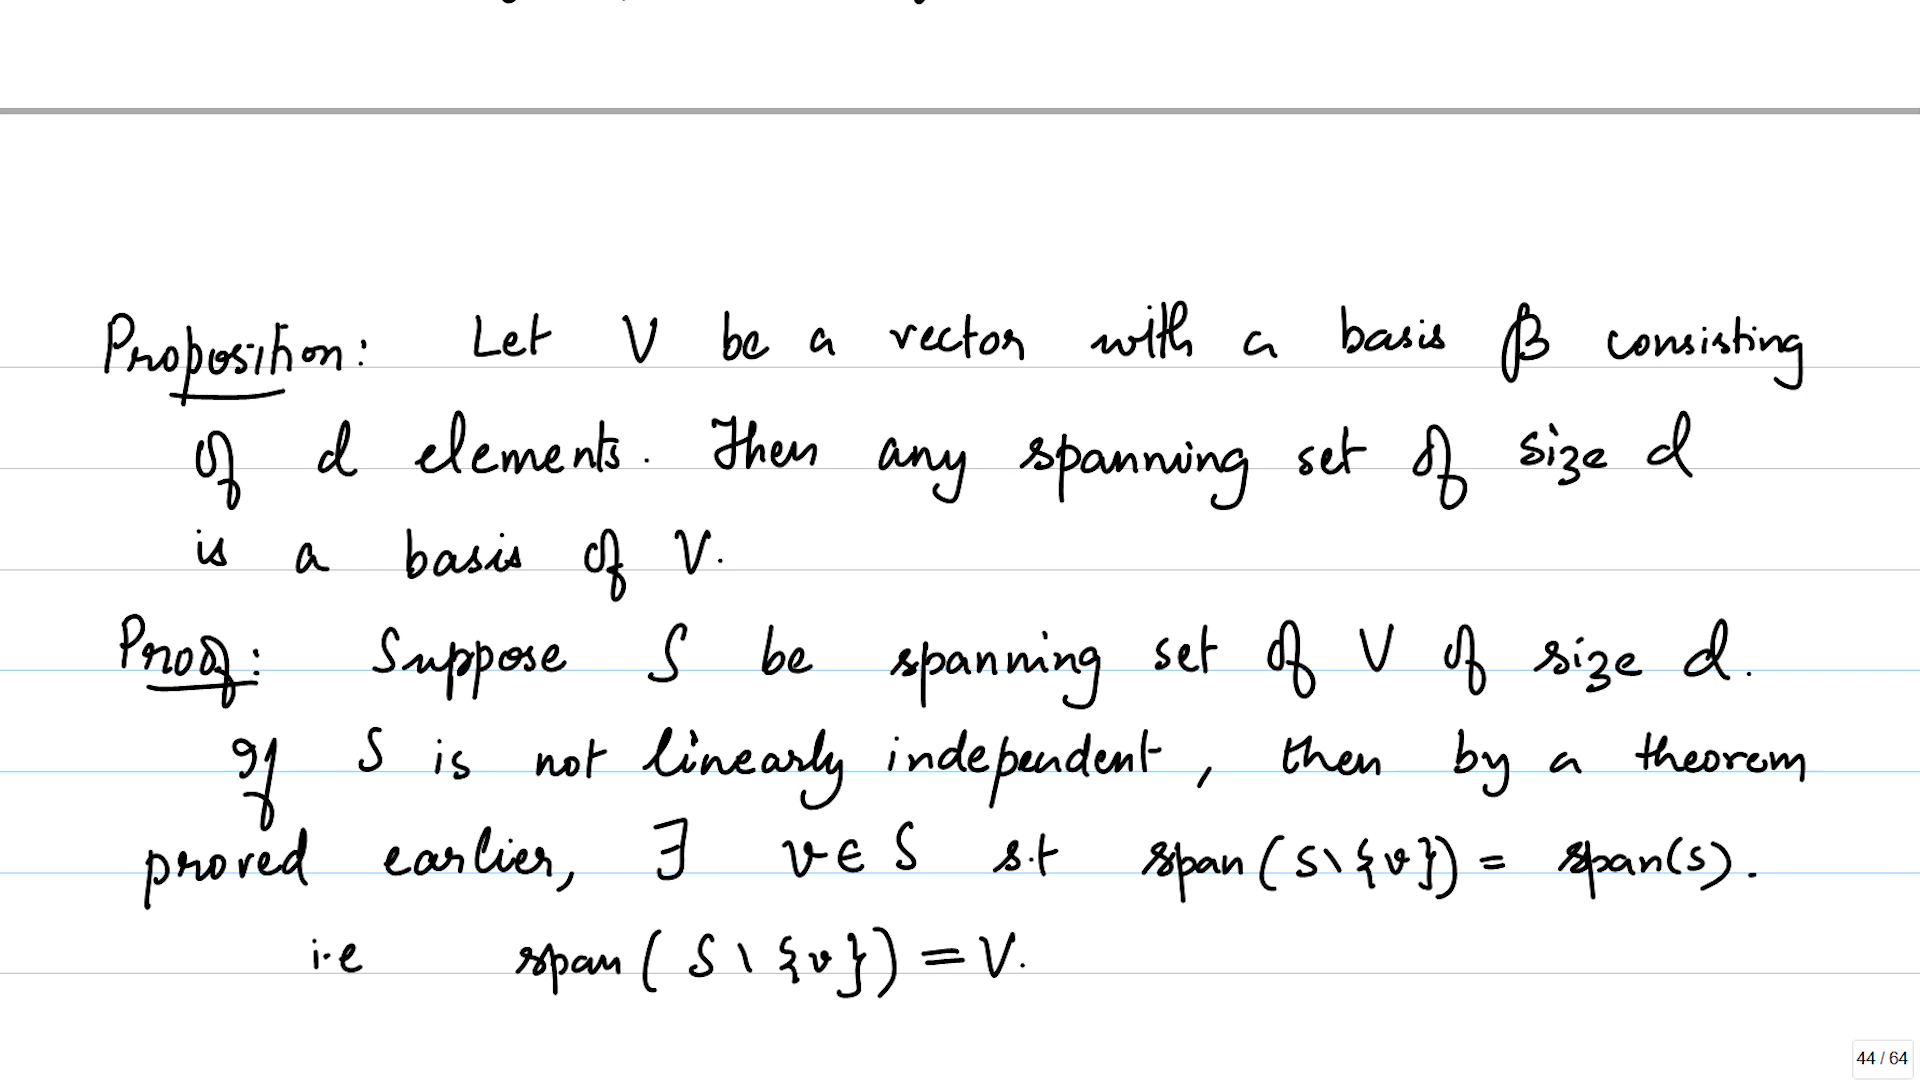 Proposition: Let V be a vector with a basis β consisting
of d elements. Then any spanning set of size d
is a basis of V.
Proof: Suppose S be spanning set of V of size d.
If S is not linearly independent, then by a theorem
proved earlier, ∃ v ∈ S s.t span(S\{v}) = span(S).
i.e span(S\{v}) = V.
44 / 64